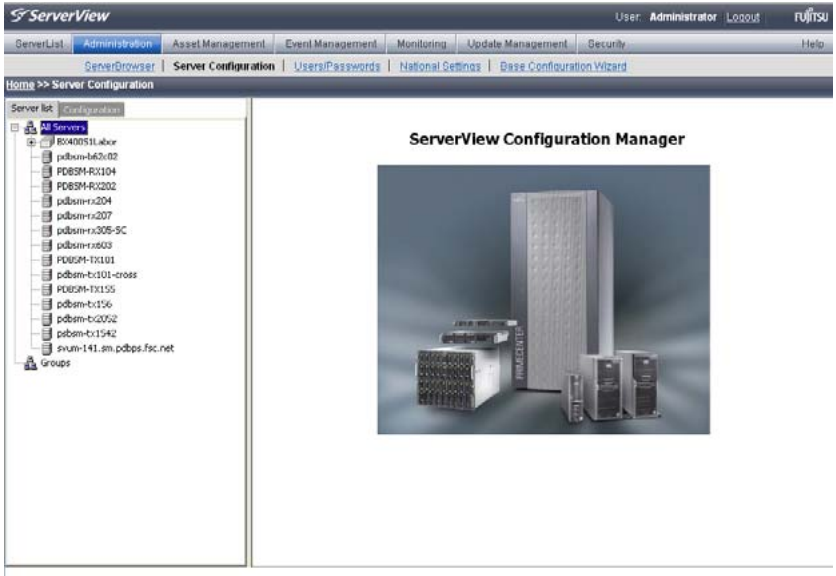 ServerView User: Administrator Logout FUJITSU
ServerList Administration Asset Management Event Management Monitoring Update Management Security Help
ServerBrowser | Server Configuration | Users/Passwords | National Settings | Base Configuration Wizard
Home >> Server Configuration
Server list Configuration
All Servers
BX40051Labor
pdbsm-b62c02
PDBSM-RX104
PDBSM-RX202
pdbsm-rx204
pdbsm-rx207
pdbsm-rx305-SC
pdbsm-rx603
PDBSM-TX101
pdbsm-tx101-cross
PDBSM-TX155
pdbsm-tx156
pdbsm-tx2052
psbsm-tx1542
svum-141.sm.pdbps.fsc.net
Groups
ServerView Configuration Manager
PRIMECENTER